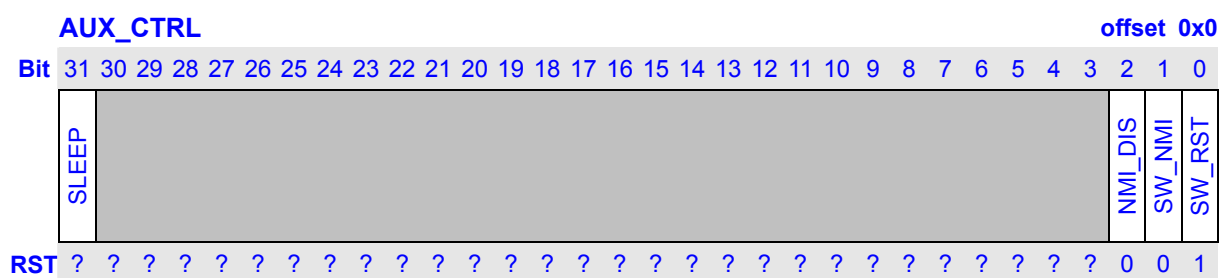 AUX_CTRL offset 0x0
Bit 31 30 29 28 27 26 25 24 23 22 21 20 19 18 17 16 15 14 13 12 11 10 9 8 7 6 5 4 3 2 1 0
SLEEP NMI_DIS SW_NMI SW_RST
RST ? ? ? ? ? ? ? ? ? ? ? ? ? ? ? ? ? ? ? ? ? ? ? ? ? ? ? ? ? 0 0 1